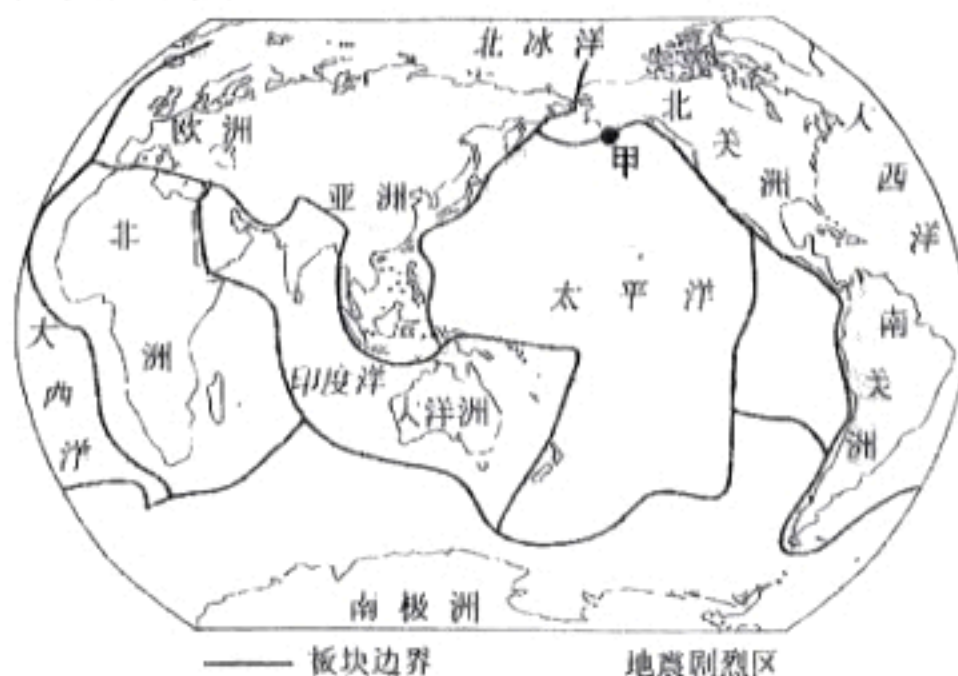 北冰洋
欧洲
北美洲
大西洋
甲
亚洲
非洲
太平洋
大西洋
印度洋
大洋洲
南美洲
南极洲
板块边界
地震剧烈区